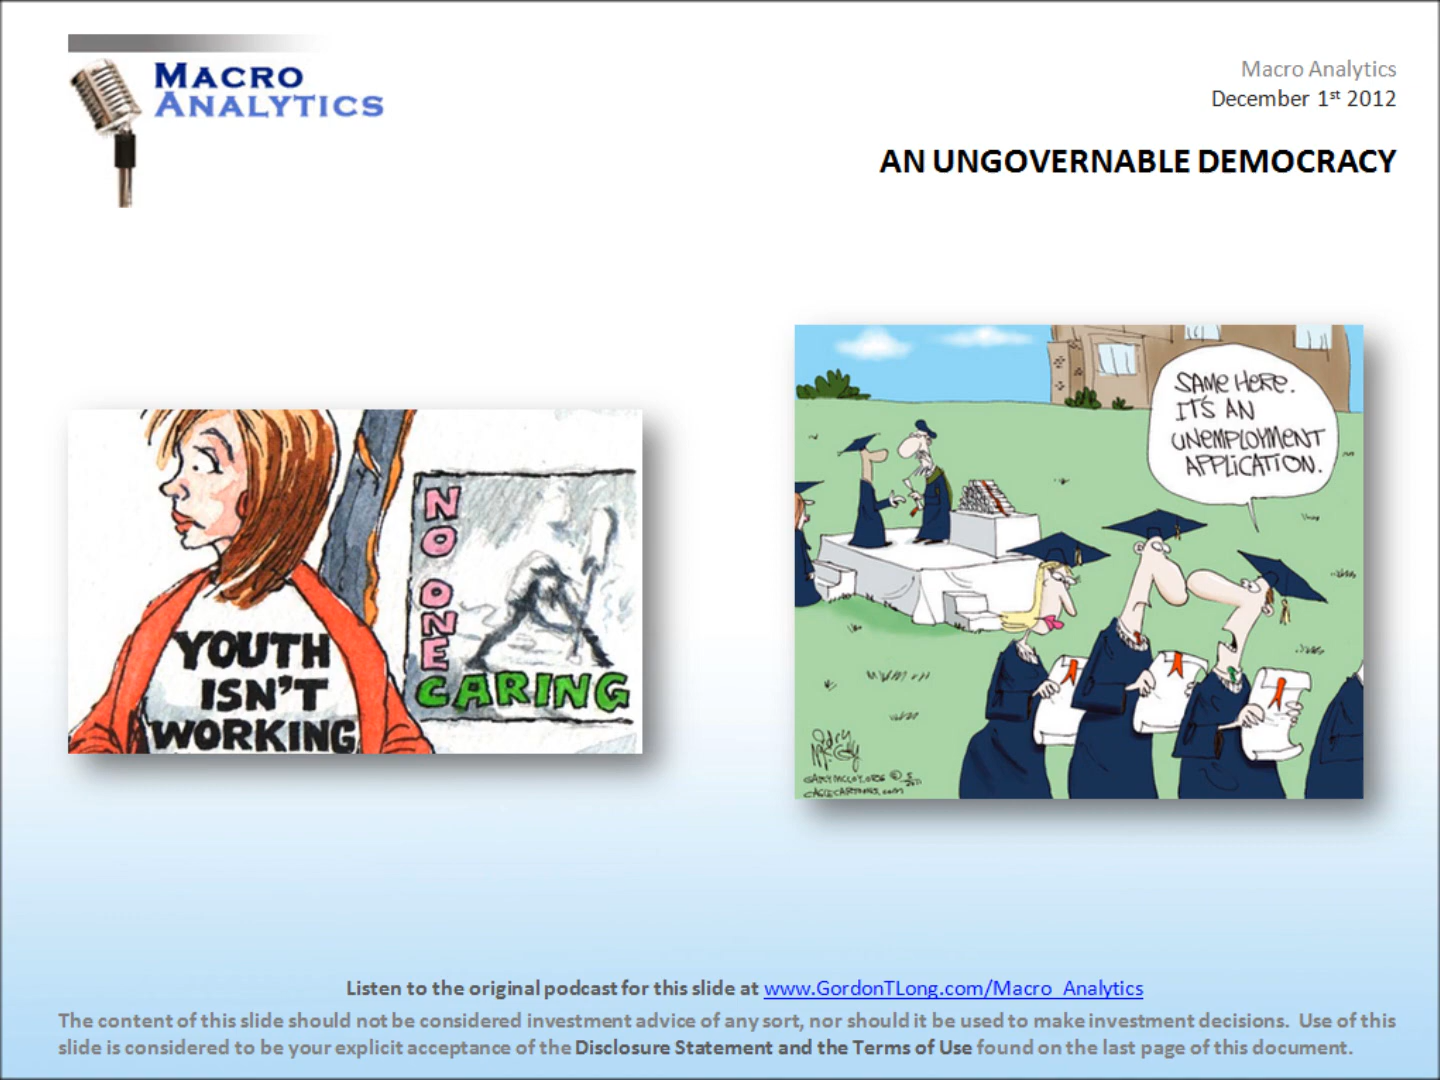 MACRO
ANALYTICS
Macro Analytics
December 1st 2012
AN UNGOVERNABLE DEMOCRACY
YOUTH
ISN'T
WORKING
NO
ONE
CARING
SAME HERE.
IT'S AN
UNEMPLOYMENT
APPLICATION.
GARYMCCOY.ORG ©
CAGLECARTOONS.com
Listen to the original podcast for this slide at www.GordonTLong.com/Macro_Analytics
The content of this slide should not be considered investment advice of any sort, nor should it be used to make investment decisions. Use of this
slide is considered to be your explicit acceptance of the Disclosure Statement and the Terms of Use found on the last page of this document.